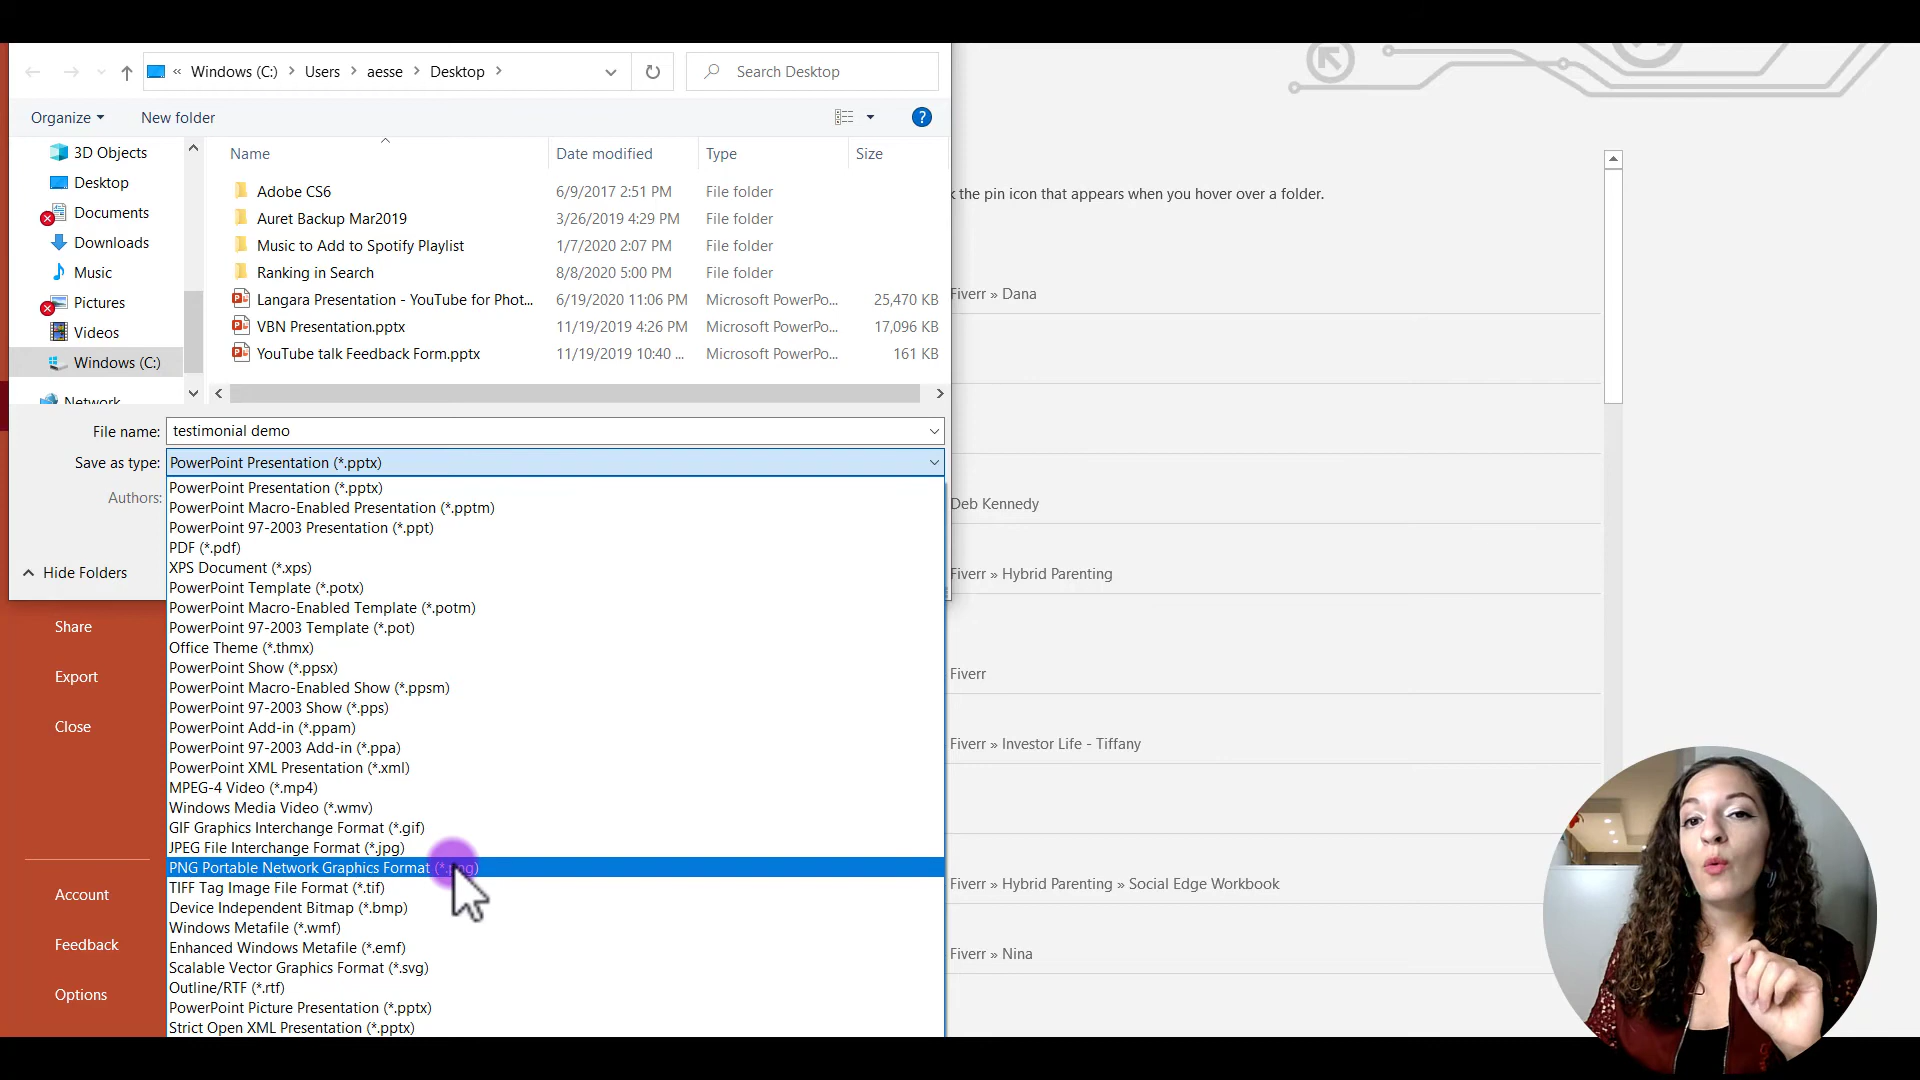 « Windows (C:) > Users > aesse > Desktop >
Search Desktop
Organize
New folder
?
3D Objects
Desktop
Documents
Downloads
Music
Pictures
Videos
Windows (C:)
Network
Name Date modified Type Size
Adobe CS6 6/9/2017 2:51 PM File folder
Auret Backup Mar2019 3/26/2019 4:29 PM File folder
Music to Add to Spotify Playlist 1/7/2020 2:07 PM File folder
Ranking in Search 8/8/2020 5:00 PM File folder
Langara Presentation - YouTube for Phot... 6/19/2020 11:06 PM Microsoft PowerPo... 25,470 KB
VBN Presentation.pptx 11/19/2019 4:26 PM Microsoft PowerPo... 17,096 KB
YouTube talk Feedback Form.pptx 11/19/2019 10:40 ... Microsoft PowerPo... 161 KB
File name: testimonial demo
Save as type: PowerPoint Presentation (*.pptx)
Authors:
Hide Folders
PowerPoint Presentation (*.pptx)
PowerPoint Macro-Enabled Presentation (*.pptm)
PowerPoint 97-2003 Presentation (*.ppt)
PDF (*.pdf)
XPS Document (*.xps)
PowerPoint Template (*.potx)
PowerPoint Macro-Enabled Template (*.potm)
PowerPoint 97-2003 Template (*.pot)
Office Theme (*.thmx)
PowerPoint Show (*.ppsx)
PowerPoint Macro-Enabled Show (*.ppsm)
PowerPoint 97-2003 Show (*.pps)
PowerPoint Add-in (*.ppam)
PowerPoint 97-2003 Add-in (*.ppa)
PowerPoint XML Presentation (*.xml)
MPEG-4 Video (*.mp4)
Windows Media Video (*.wmv)
GIF Graphics Interchange Format (*.gif)
JPEG File Interchange Format (*.jpg)
PNG Portable Network Graphics Format (*.png)
TIFF Tag Image File Format (*.tif)
Device Independent Bitmap (*.bmp)
Windows Metafile (*.wmf)
Enhanced Windows Metafile (*.emf)
Scalable Vector Graphics Format (*.svg)
Outline/RTF (*.rtf)
PowerPoint Picture Presentation (*.pptx)
Strict Open XML Presentation (*.pptx)
Share
Export
Close
Account
Feedback
Options
k the pin icon that appears when you hover over a folder.
Fiverr » Dana
Deb Kennedy
Fiverr » Hybrid Parenting
Fiverr
Fiverr » Investor Life - Tiffany
Fiverr » Hybrid Parenting » Social Edge Workbook
Fiverr » Nina